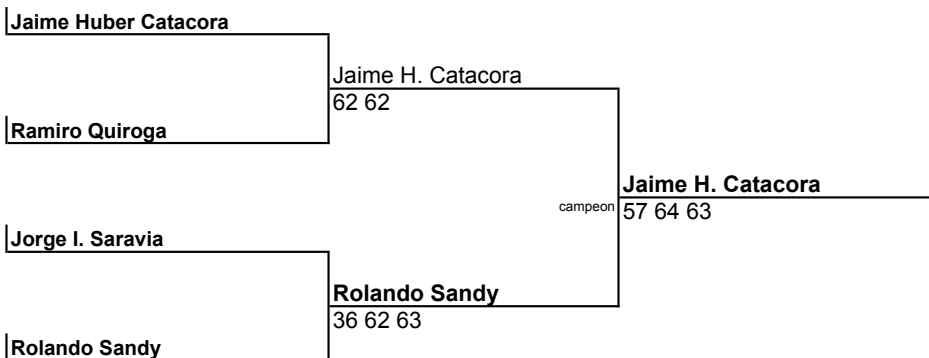 Jaime Huber Catacora
Jaime H. Catacora
62 62
Ramiro Quiroga
Jaime H. Catacora
campeon 57 64 63
Jorge I. Saravia
Rolando Sandy
36 62 63
Rolando Sandy